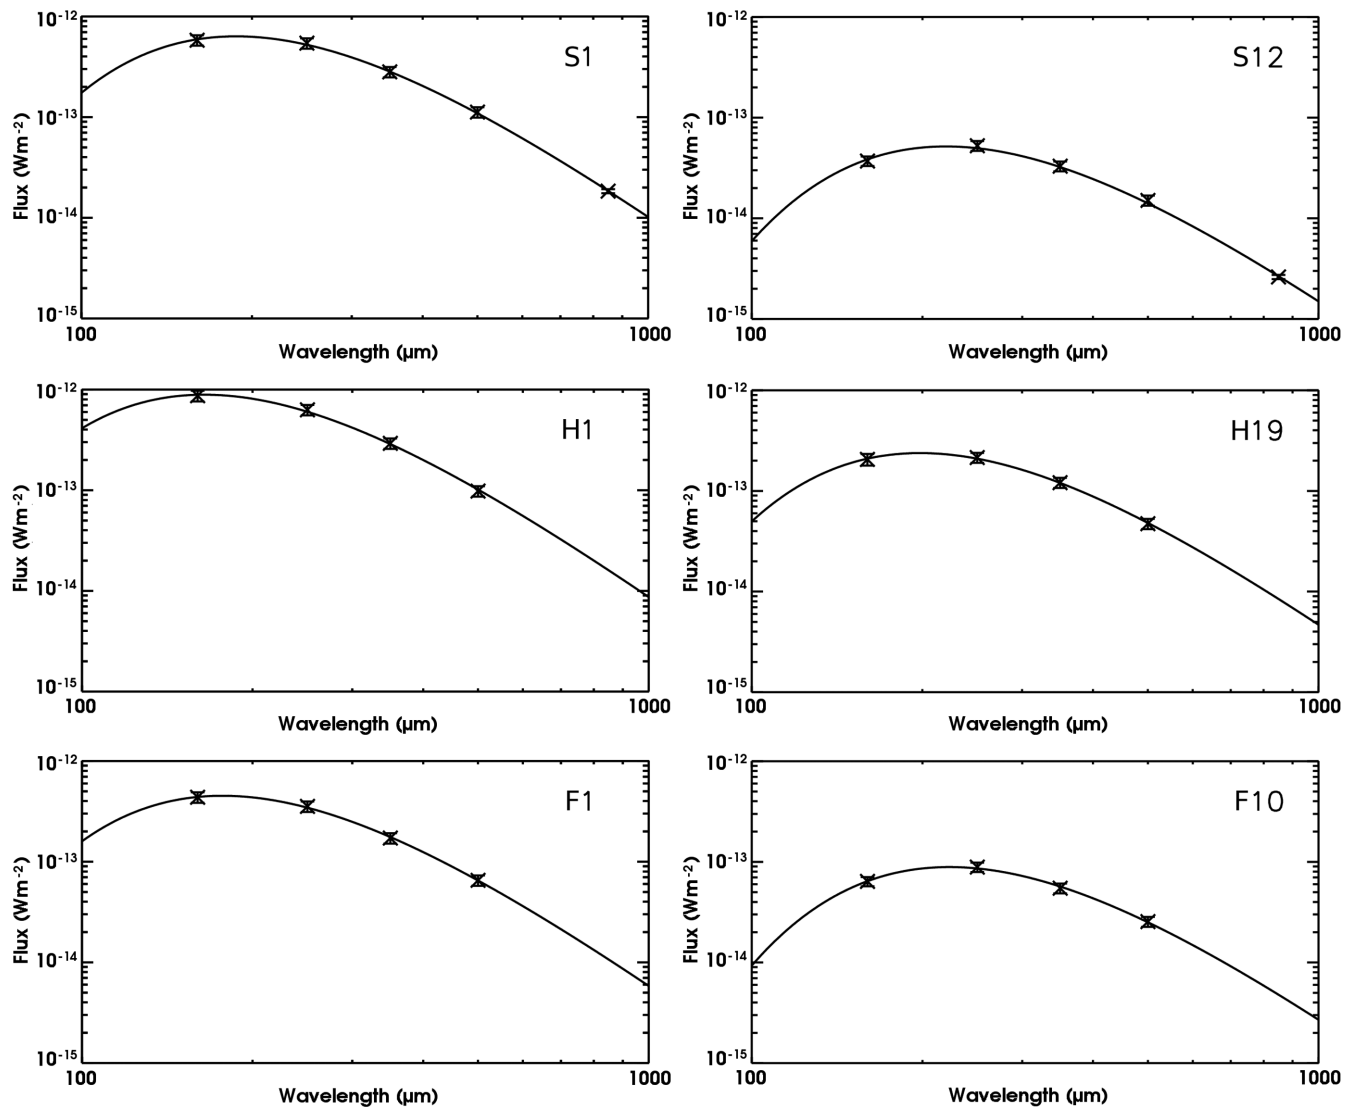 10⁻¹² 10⁻¹²
S1 S12
10⁻¹³ 10⁻¹³
Flux (Wm⁻²) Flux (Wm⁻²)
10⁻¹⁴ 10⁻¹⁴
10⁻¹⁵ 10⁻¹⁵
100 1000 100 1000
Wavelength (μm) Wavelength (μm)
10⁻¹² 10⁻¹²
H1 H19
10⁻¹³ 10⁻¹³
Flux (Wm⁻²) Flux (Wm⁻²)
10⁻¹⁴ 10⁻¹⁴
10⁻¹⁵ 10⁻¹⁵
100 1000 100 1000
Wavelength (μm) Wavelength (μm)
10⁻¹² 10⁻¹²
F1 F10
10⁻¹³ 10⁻¹³
Flux (Wm⁻²) Flux (Wm⁻²)
10⁻¹⁴ 10⁻¹⁴
10⁻¹⁵ 10⁻¹⁵
100 1000 100 1000
Wavelength (μm) Wavelength (μm)